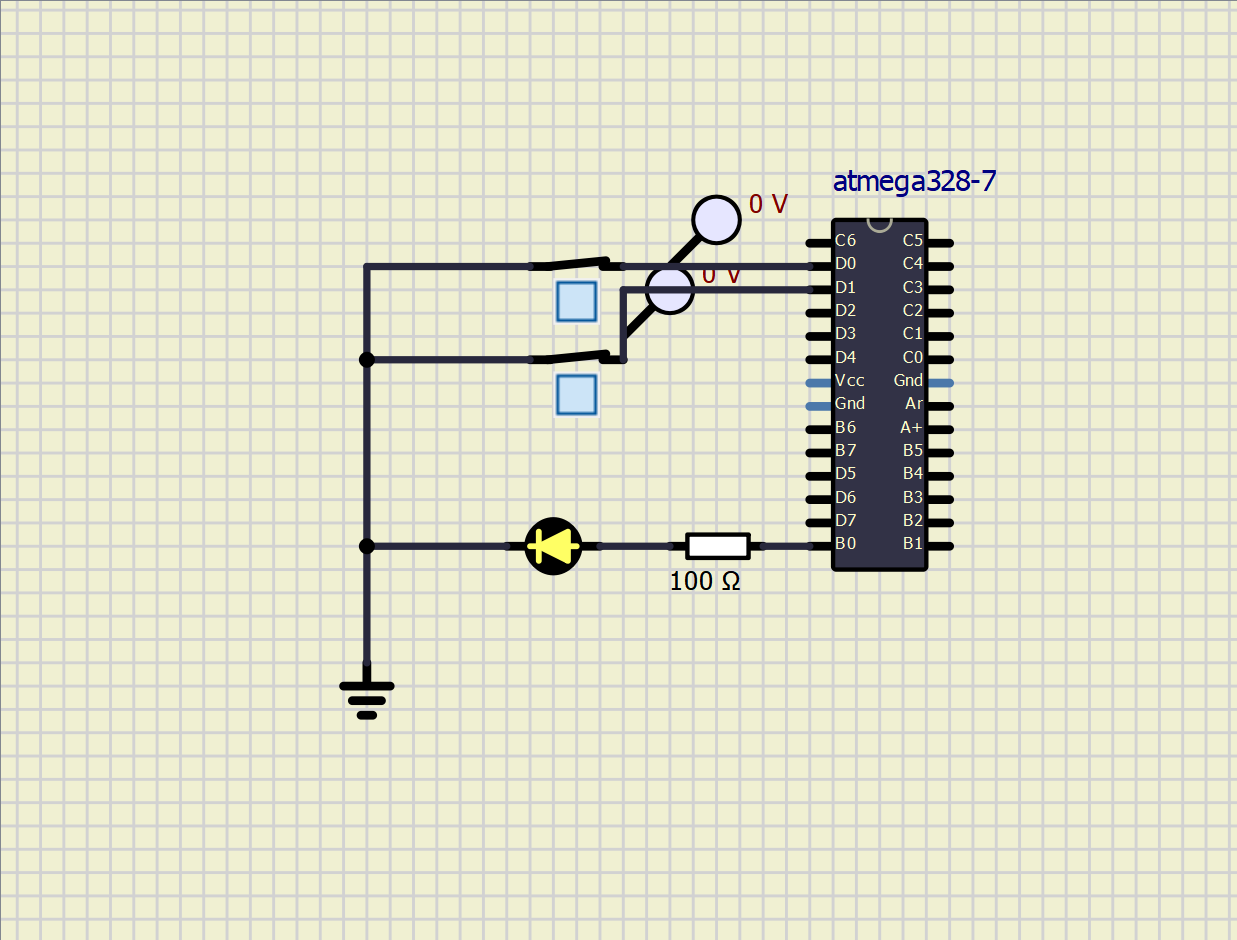 atmega328-7
0 V
0 V
C6 C5
D0 C4
D1 C3
D2 C2
D3 C1
D4 C0
Vcc Gnd
Gnd Ar
B6 A+
B7 B5
D5 B4
D6 B3
D7 B2
B0 B1
100 Ω